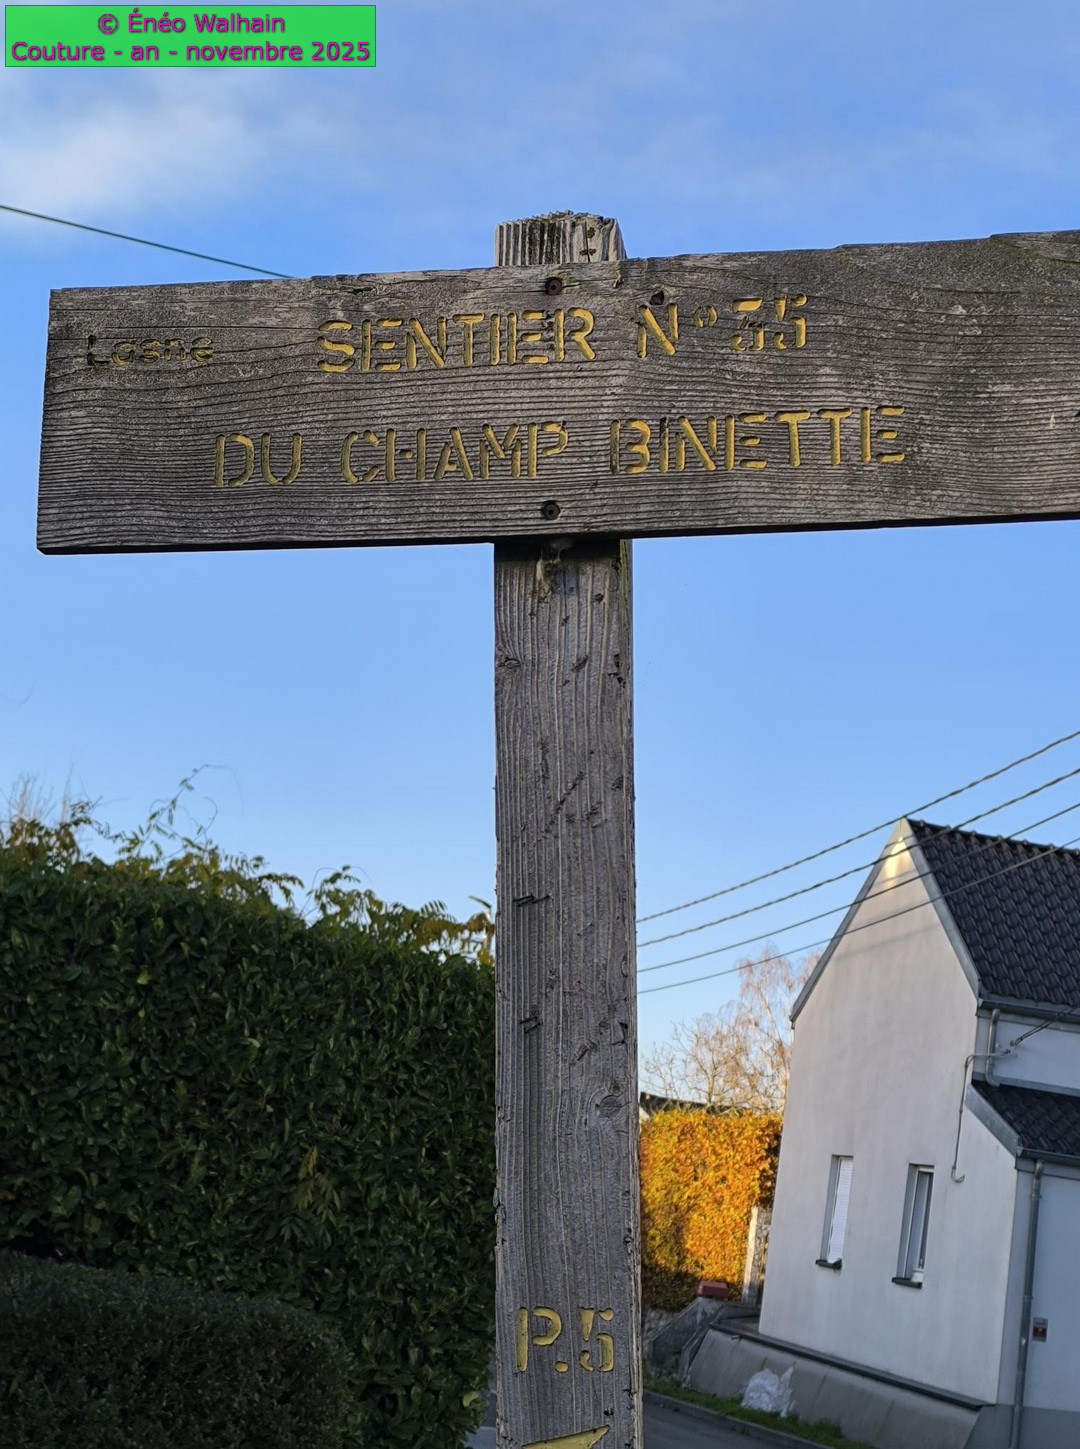 © Énéo Walhain
Couture - an - novembre 2025
Lasne
SENTIER N° 35
DU CHAMP BINETTE
P.5